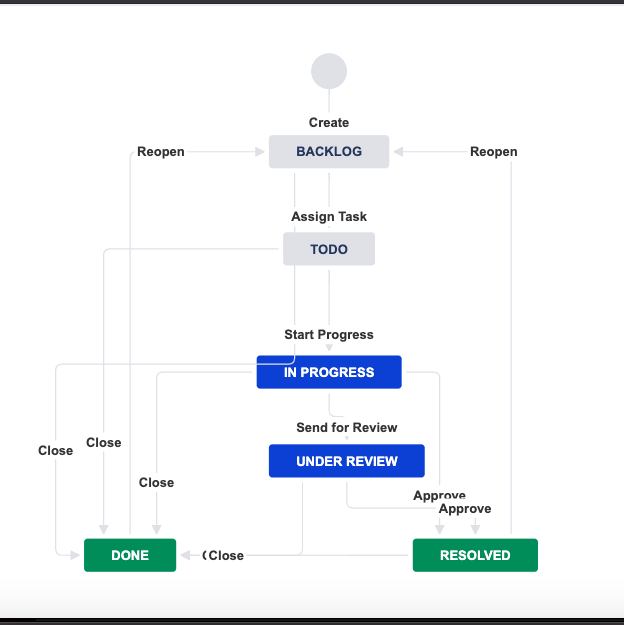 Create
Reopen
BACKLOG
Reopen
Assign Task
TODO
Start Progress
IN PROGRESS
Send for Review
Close
Close
UNDER REVIEW
Close
Approve
Approve
DONE
Close
RESOLVED